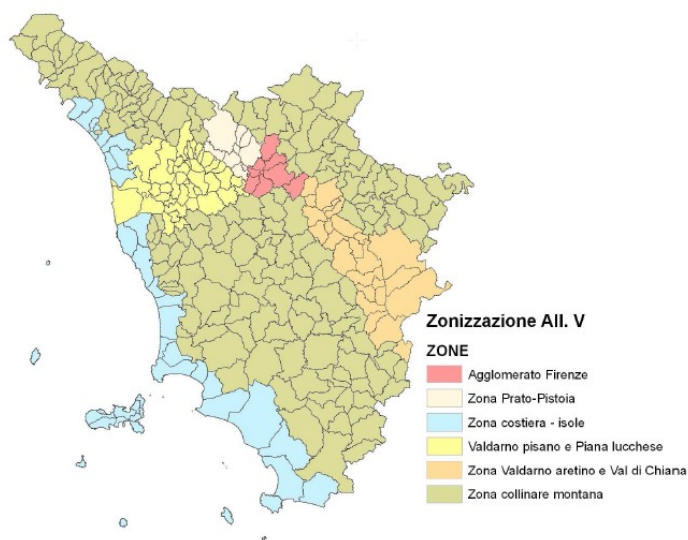 Zonizzazione All. V
ZONE
Agglomerato Firenze
Zona Prato-Pistoia
Zona costiera - isole
Valdarno pisano e Piana lucchese
Zona Valdarno aretino e Val di Chiana
Zona collinare montana